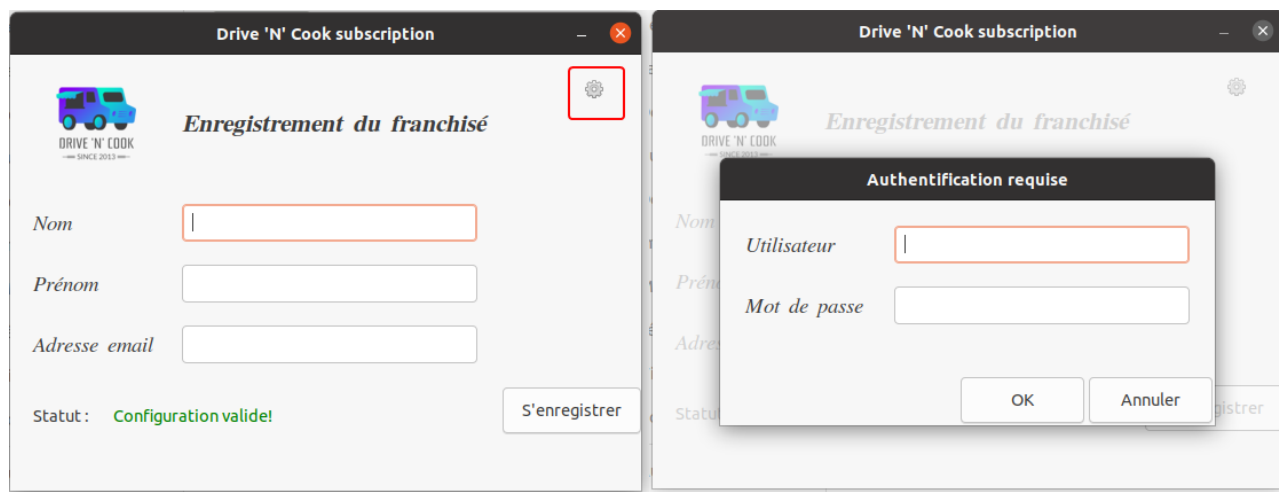 Drive 'N' Cook subscription
DRIVE 'N' COOK
SINCE 2013
Enregistrement du franchisé
Nom
Prénom
Adresse email
Statut : Configuration valide!
S'enregistrer
Drive 'N' Cook subscription
DRIVE 'N' COOK
SINCE 2013
Enregistrement du franchisé
Authentification requise
Nom
Utilisateur
Mot de passe
OK
Annuler